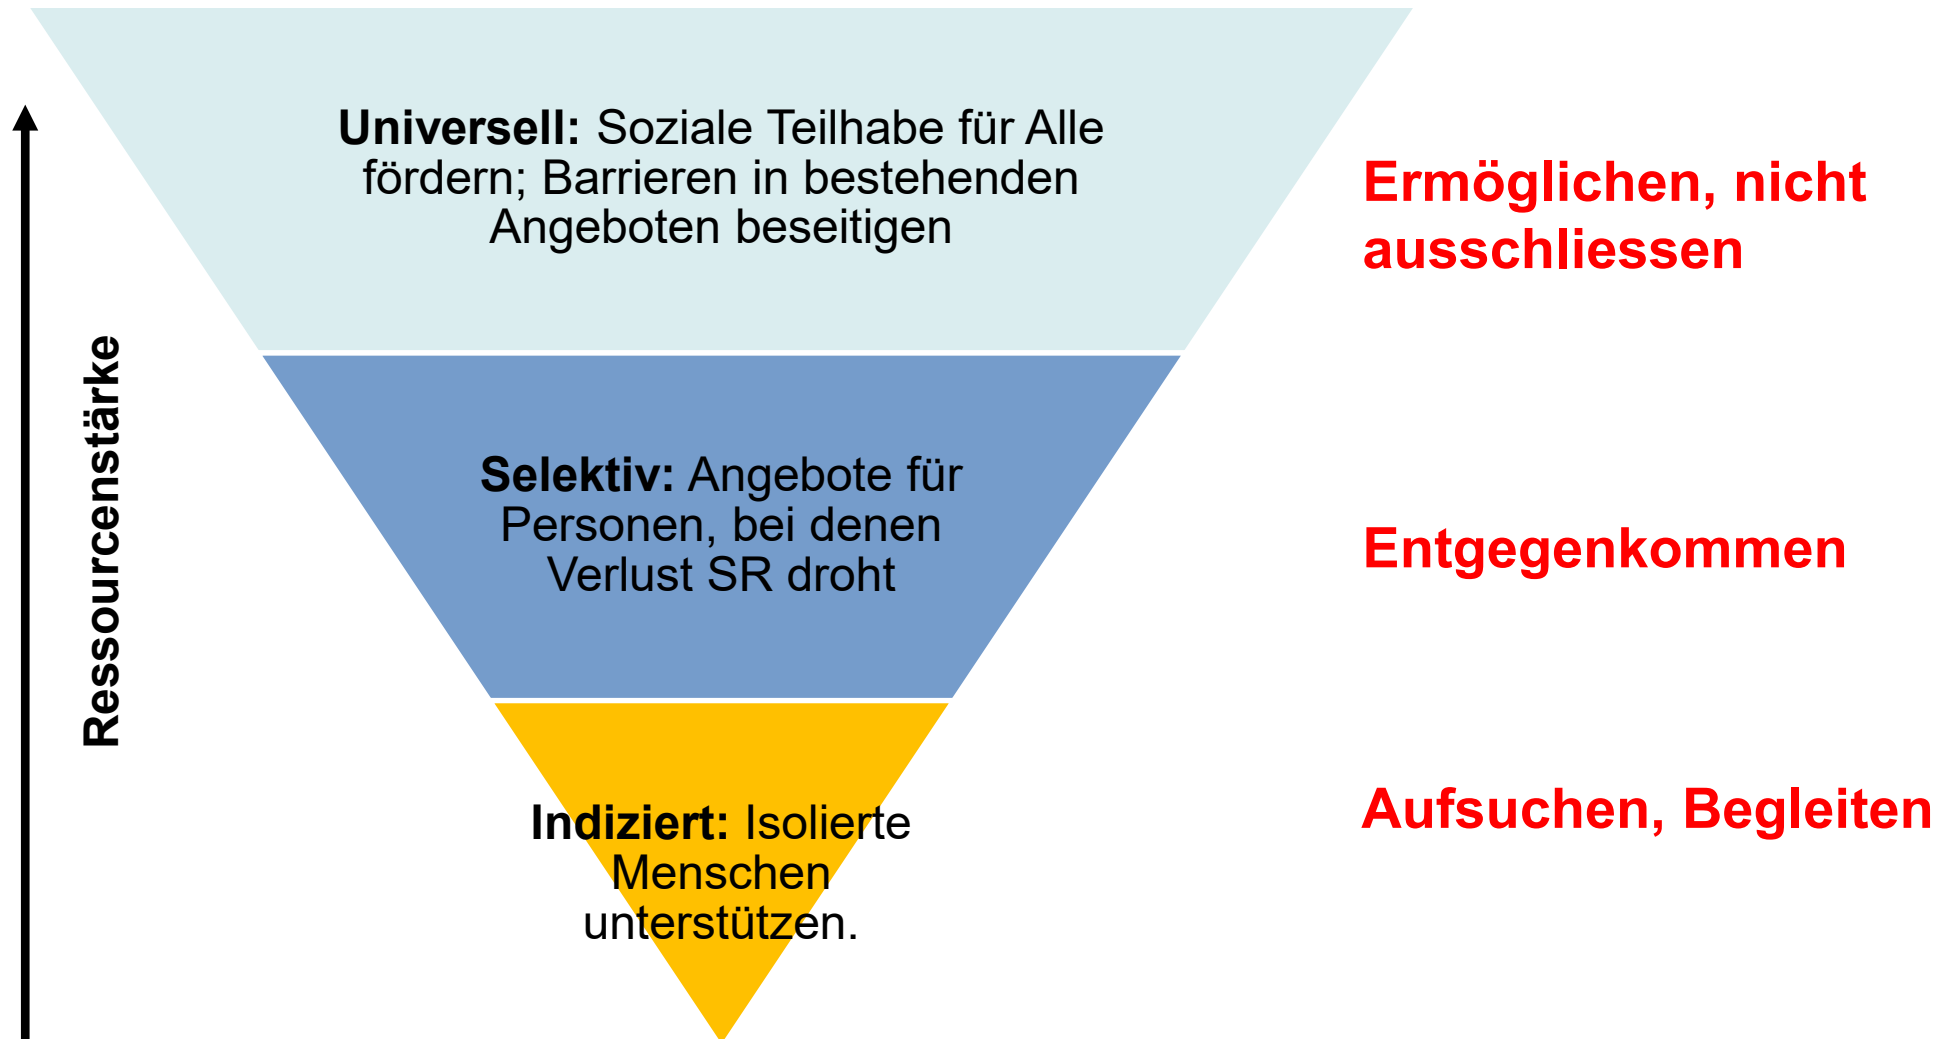 Universell: Soziale Teilhabe für Alle
fördern; Barrieren in bestehenden
Angeboten beseitigen
Ermöglichen, nicht
ausschliessen
Ressourcenstärke
Selektiv: Angebote für
Personen, bei denen
Verlust SR droht
Entgegenkommen
Indiziert: Isolierte
Menschen
unterstützen.
Aufsuchen, Begleiten